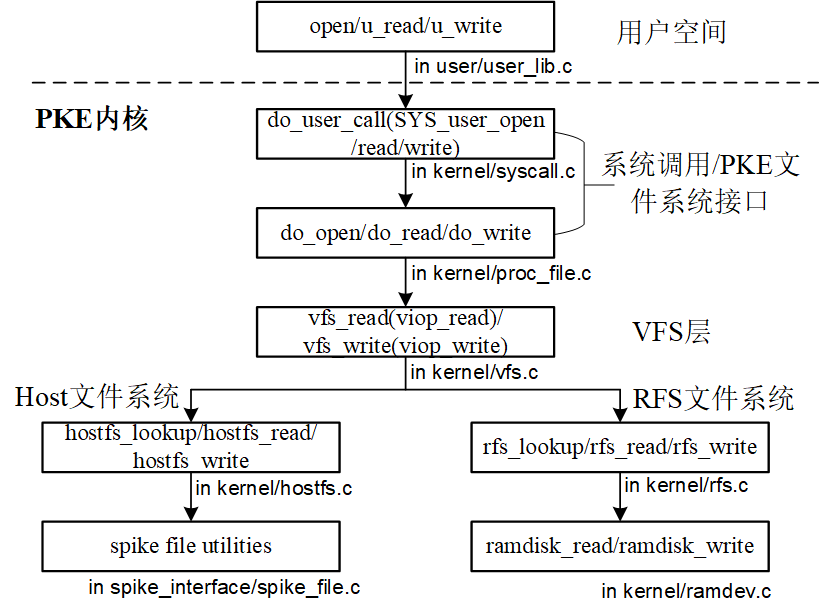 open/u_read/u_write
用户空间
in user/user_lib.c
PKE内核
do_user_call(SYS_user_open
/read/write)
in kernel/syscall.c
系统调用/PKE文
件系统接口
do_open/do_read/do_write
in kernel/proc_file.c
vfs_read(viop_read)/
vfs_write(viop_write)
VFS层
in kernel/vfs.c
Host文件系统
RFS文件系统
hostfs_lookup/hostfs_read/
hostfs_write
rfs_lookup/rfs_read/rfs_write
in kernel/hostfs.c
in kernel/rfs.c
spike file utilities
ramdisk_read/ramdisk_write
in spike_interface/spike_file.c
in kernel/ramdev.c